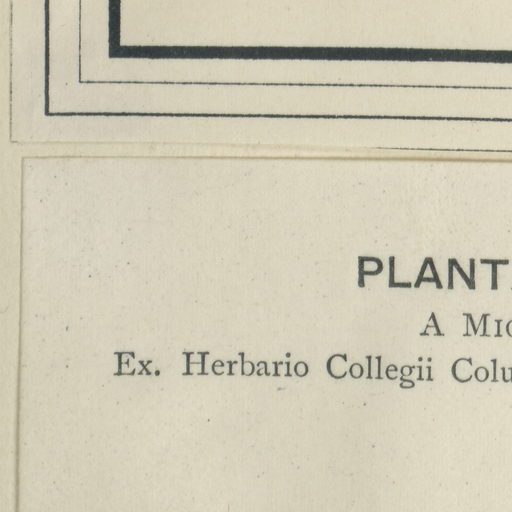 PLANT
A MIC
Ex. Herbario Collegii Colu